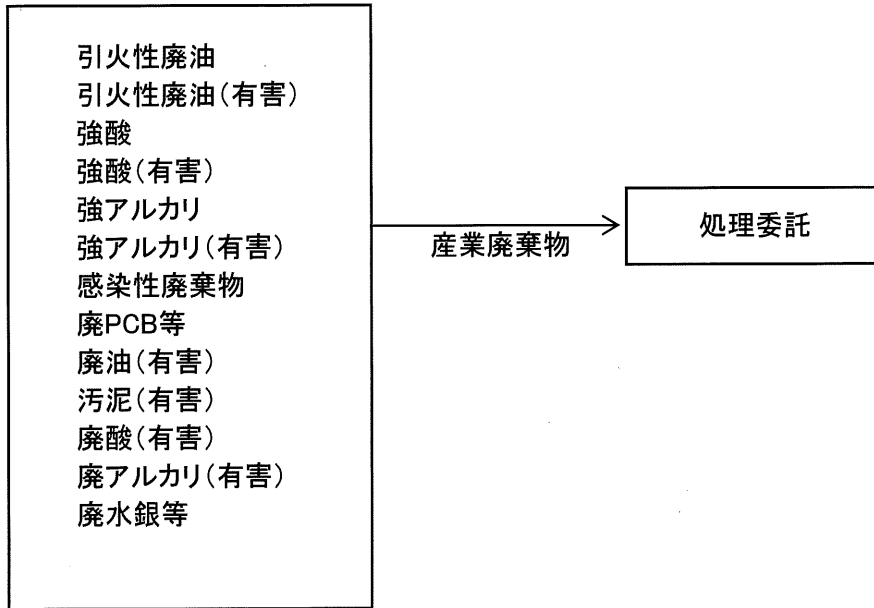 引火性廃油
引火性廃油(有害)
強酸
強酸(有害)
強アルカリ
強アルカリ(有害)
感染性廃棄物
廃PCB等
廃油(有害)
汚泥(有害)
廃酸(有害)
廃アルカリ(有害)
廃水銀等
産業廃棄物
処理委託